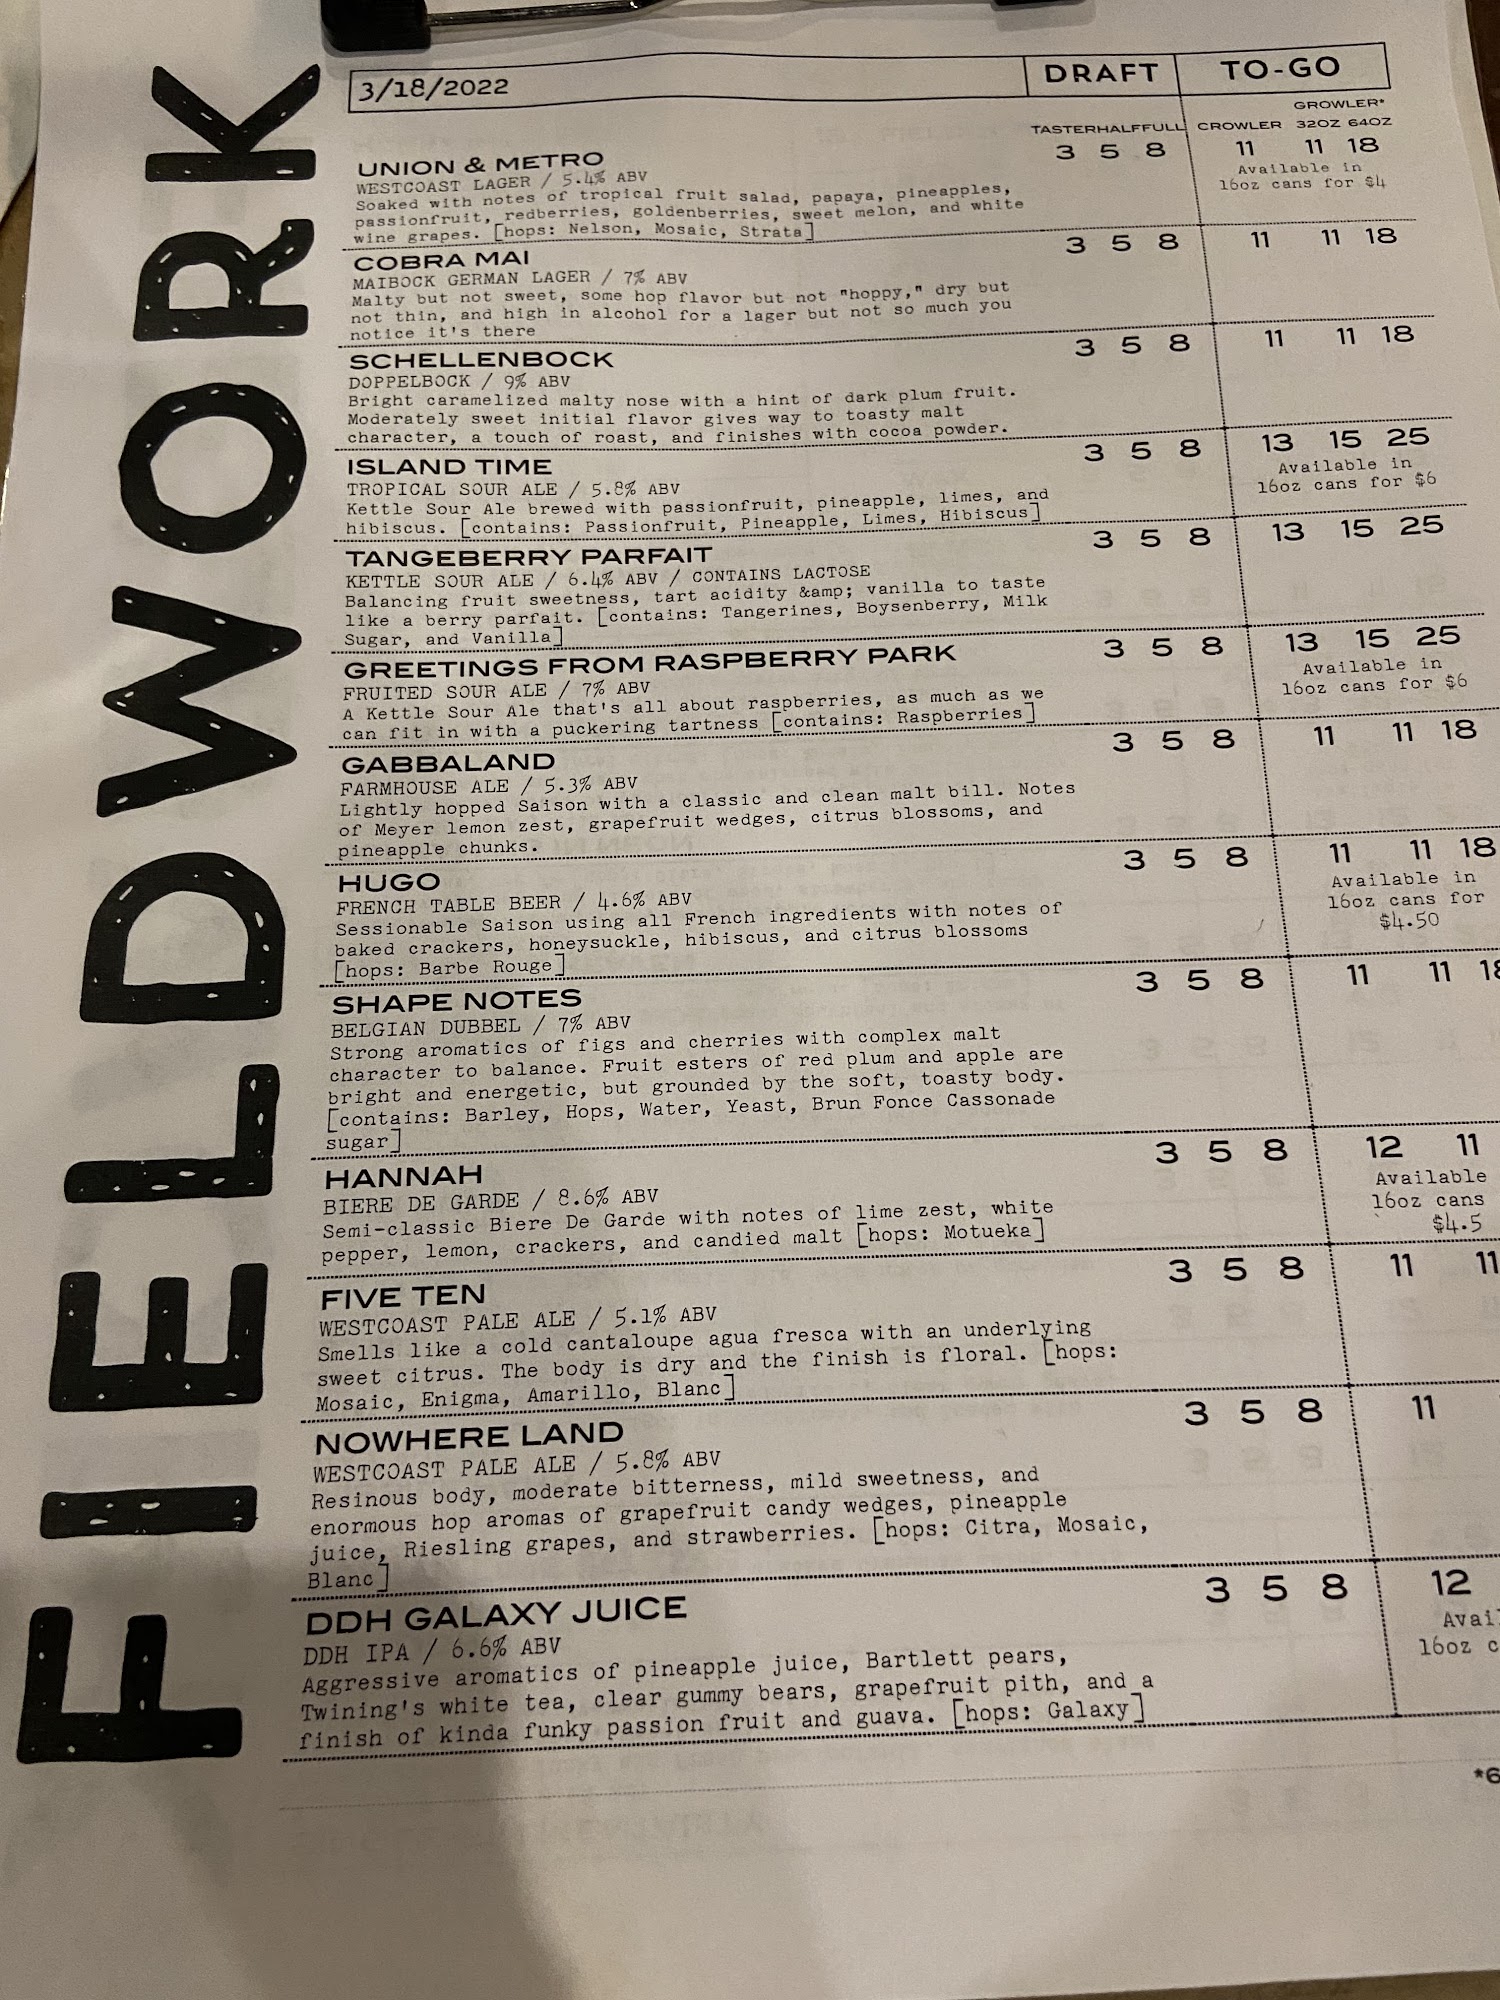 FIELDWORK
3/18/2022 DRAFT TO-GO
GROWLER*
TASTER HALF FULL CROWLER 32OZ 64OZ
UNION & METRO 3 5 8 11 11 18
WESTCOAST LAGER / 5.4% ABV
Soaked with notes of tropical fruit salad, papaya, pineapples,
passionfruit, redberries, goldenberries, sweet melon, and white
wine grapes. [hops: Nelson, Mosaic, Strata]
Available in
16oz cans for $4
COBRA MAI 3 5 8 11 11 18
MAIBOCK GERMAN LAGER / 7% ABV
Malty but not sweet, some hop flavor but not "hoppy," dry but
not thin, and high in alcohol for a lager but not so much you
notice it's there
SCHELLENBOCK 3 5 8 11 11 18
DOPPELBOCK / 9% ABV
Bright caramelized malty nose with a hint of dark plum fruit.
Moderately sweet initial flavor gives way to toasty malt
character, a touch of roast, and finishes with cocoa powder.
ISLAND TIME 3 5 8 13 15 25
TROPICAL SOUR ALE / 5.8% ABV
Kettle Sour Ale brewed with passionfruit, pineapple, limes, and
hibiscus. [contains: Passionfruit, Pineapple, Limes, Hibiscus]
Available in
16oz cans for $6
TANGEBERRY PARFAIT 3 5 8 13 15 25
KETTLE SOUR ALE / 6.4% ABV / CONTAINS LACTOSE
Balancing fruit sweetness, tart acidity &amp; vanilla to taste
like a berry parfait. [contains: Tangerines, Boysenberry, Milk
Sugar, and Vanilla]
GREETINGS FROM RASPBERRY PARK 3 5 8 13 15 25
FRUITED SOUR ALE / 7% ABV
A Kettle Sour Ale that's all about raspberries, as much as we
can fit in with a puckering tartness [contains: Raspberries]
Available in
16oz cans for $6
GABBALAND 3 5 8 11 11 18
FARMHOUSE ALE / 5.3% ABV
Lightly hopped Saison with a classic and clean malt bill. Notes
of Meyer lemon zest, grapefruit wedges, citrus blossoms, and
pineapple chunks.
HUGO 3 5 8 11 11 18
FRENCH TABLE BEER / 4.6% ABV
Sessionable Saison using all French ingredients with notes of
baked crackers, honeysuckle, hibiscus, and citrus blossoms
[hops: Barbe Rouge]
Available in
16oz cans for
$4.50
SHAPE NOTES 3 5 8 11 11 18
BELGIAN DUBBEL / 7% ABV
Strong aromatics of figs and cherries with complex malt
character to balance. Fruit esters of red plum and apple are
bright and energetic, but grounded by the soft, toasty body.
[contains: Barley, Hops, Water, Yeast, Brun Fonce Cassonade
sugar]
HANNAH 3 5 8 12 11
BIERE DE GARDE / 8.6% ABV
Semi-classic Biere De Garde with notes of lime zest, white
pepper, lemon, crackers, and candied malt [hops: Motueka]
Available
16oz cans
$4.5
FIVE TEN 3 5 8 11 11
WESTCOAST PALE ALE / 5.1% ABV
Smells like a cold cantaloupe agua fresca with an underlying
sweet citrus. The body is dry and the finish is floral. [hops:
Mosaic, Enigma, Amarillo, Blanc]
NOWHERE LAND 3 5 8 11
WESTCOAST PALE ALE / 5.8% ABV
Resinous body, moderate bitterness, mild sweetness, and
enormous hop aromas of grapefruit candy wedges, pineapple
juice, Riesling grapes, and strawberries. [hops: Citra, Mosaic,
Blanc]
DDH GALAXY JUICE 3 5 8 12
DDH IPA / 6.6% ABV
Aggressive aromatics of pineapple juice, Bartlett pears,
Twining's white tea, clear gummy bears, grapefruit pith, and a
finish of kinda funky passion fruit and guava. [hops: Galaxy]
Avai
16oz c
*6